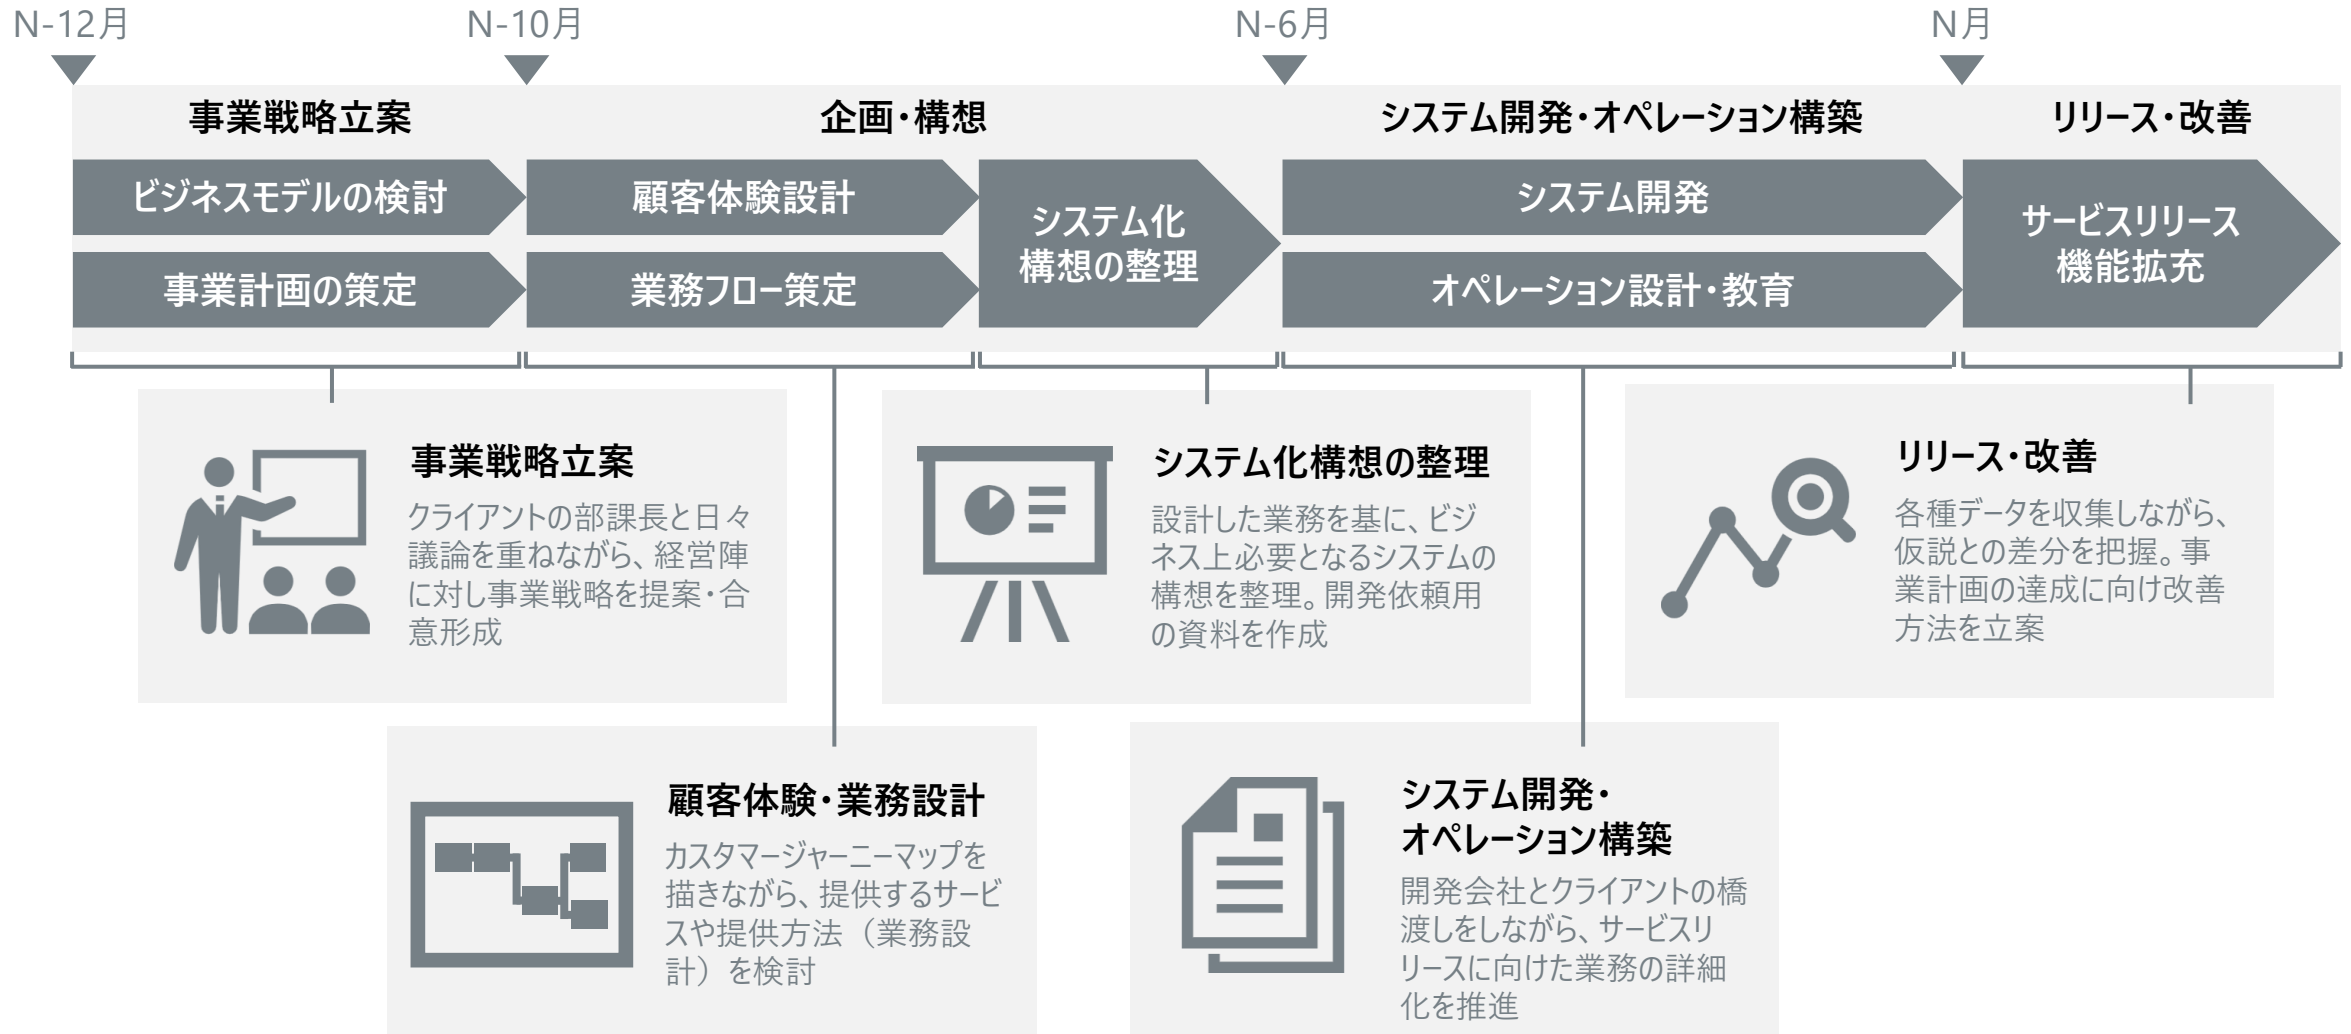 N-12月
N-10月
N-6月
N月
事業戦略立案
企画・構想
システム開発・オペレーション構築
リリース・改善
ビジネスモデルの検討
事業計画の策定
顧客体験設計
業務フロー策定
システム化
構想の整理
システム開発
オペレーション設計・教育
サービスリリース
機能拡充
事業戦略立案
クライアントの部課長と日々
議論を重ねながら、経営陣
に対し事業戦略を提案・合
意形成
システム化構想の整理
設計した業務を基に、ビジ
ネス上必要となるシステムの
構想を整理。開発依頼用
の資料を作成
リリース・改善
各種データを収集しながら、
仮説との差分を把握。事
業計画の達成に向け改善
方法を立案
顧客体験・業務設計
カスタマージャーニーマップを
描きながら、提供するサービ
スや提供方法（業務設
計）を検討
システム開発・
オペレーション構築
開発会社とクライアントの橋
渡しをしながら、サービスリ
リースに向けた業務の詳細
化を推進